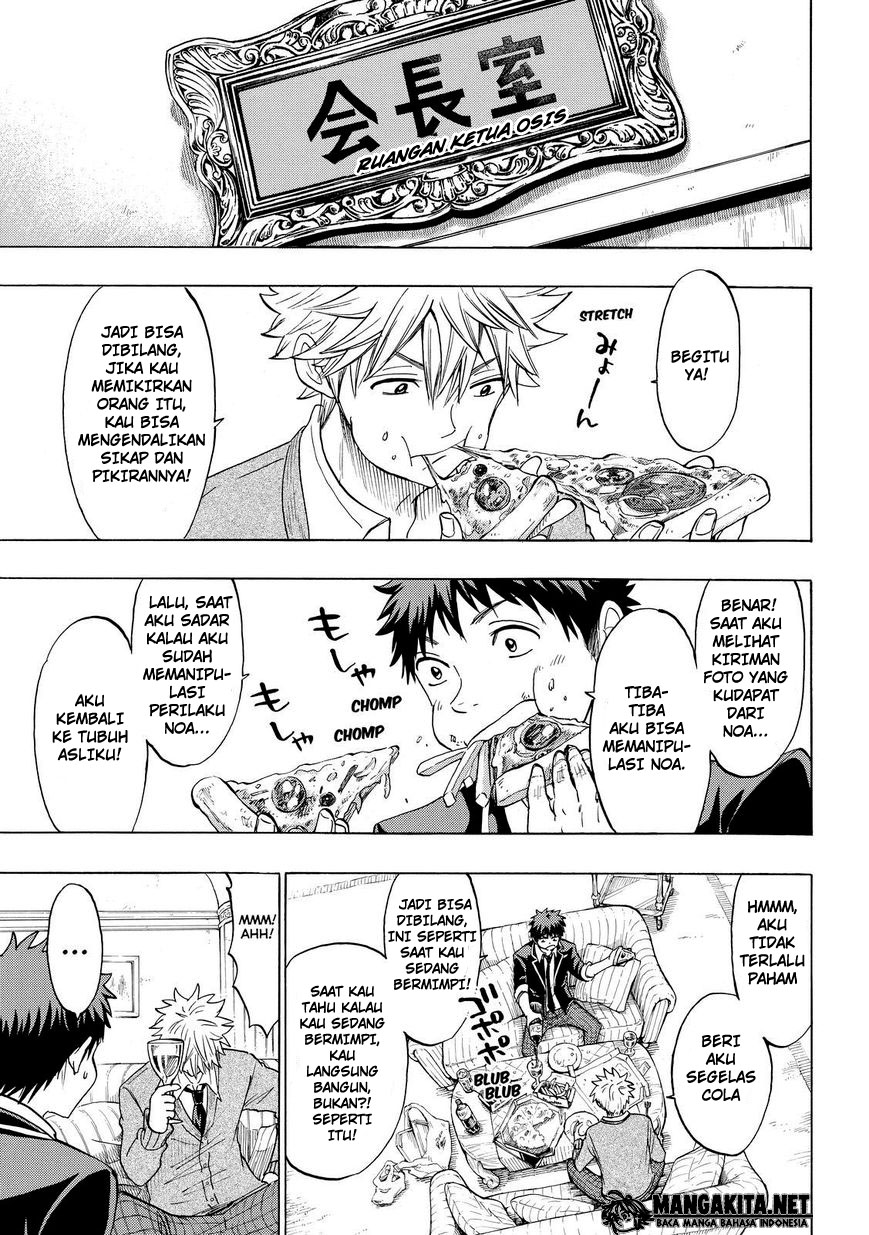 会長室
RUANGAN KETUA OSIS
BEGITU
YA!
STRETCH
みょーん
JADI BISA
DIBILANG,
JIKA KAU
MEMIKIRKAN
ORANG ITU,
KAU BISA
MENGENDALIKAN
SIKAP DAN
PIKIRANNYA!
BENAR!
SAAT AKU
MELIHAT
KIRIMAN
FOTO YANG
KUDAPAT
DARI
NOA...
TIBA-
TIBA
AKU BISA
MEMANIPU-
LASI NOA.
もしゃ
CHOMP
もしゃ
CHOMP
LALU, SAAT
AKU SADAR
KALAU AKU
SUDAH
MEMANIPU-
LASI
PERILAKU
NOA...
AKU
KEMBALI
KE TUBUH
ASLIKU!
HMMM,
AKU
TIDAK
TERLALU
PAHAM
BERI
AKU
SEGELAS
COLA
JADI BISA
DIBILANG,
INI SEPERTI
SAAT KAU
SEDANG
BERMIMPI!
SAAT KAU
TAHU KALAU
KAU SEDANG
BERMIMPI,
KAU
LANGSUNG
BANGUN,
BUKAN?!
SEPERTI
ITU!
BLUB
BLUB
MMM!
AHH!
...
MANGAKITA.NET
BACA MANGA BAHASA INDONESIA